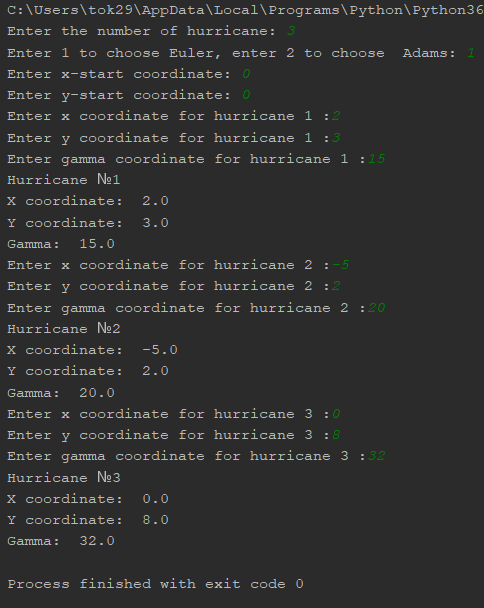 C:\Users\tok29\AppData\Local\Programs\Python\Python36
Enter the number of hurricane: 3
Enter 1 to choose Euler, enter 2 to choose  Adams: 1
Enter x-start coordinate: 0
Enter y-start coordinate: 0
Enter x coordinate for hurricane 1 :2
Enter y coordinate for hurricane 1 :3
Enter gamma coordinate for hurricane 1 :15
Hurricane №1
X coordinate:  2.0
Y coordinate:  3.0
Gamma:  15.0
Enter x coordinate for hurricane 2 :-5
Enter y coordinate for hurricane 2 :2
Enter gamma coordinate for hurricane 2 :20
Hurricane №2
X coordinate:  -5.0
Y coordinate:  2.0
Gamma:  20.0
Enter x coordinate for hurricane 3 :0
Enter y coordinate for hurricane 3 :8
Enter gamma coordinate for hurricane 3 :32
Hurricane №3
X coordinate:  0.0
Y coordinate:  8.0
Gamma:  32.0
Process finished with exit code 0